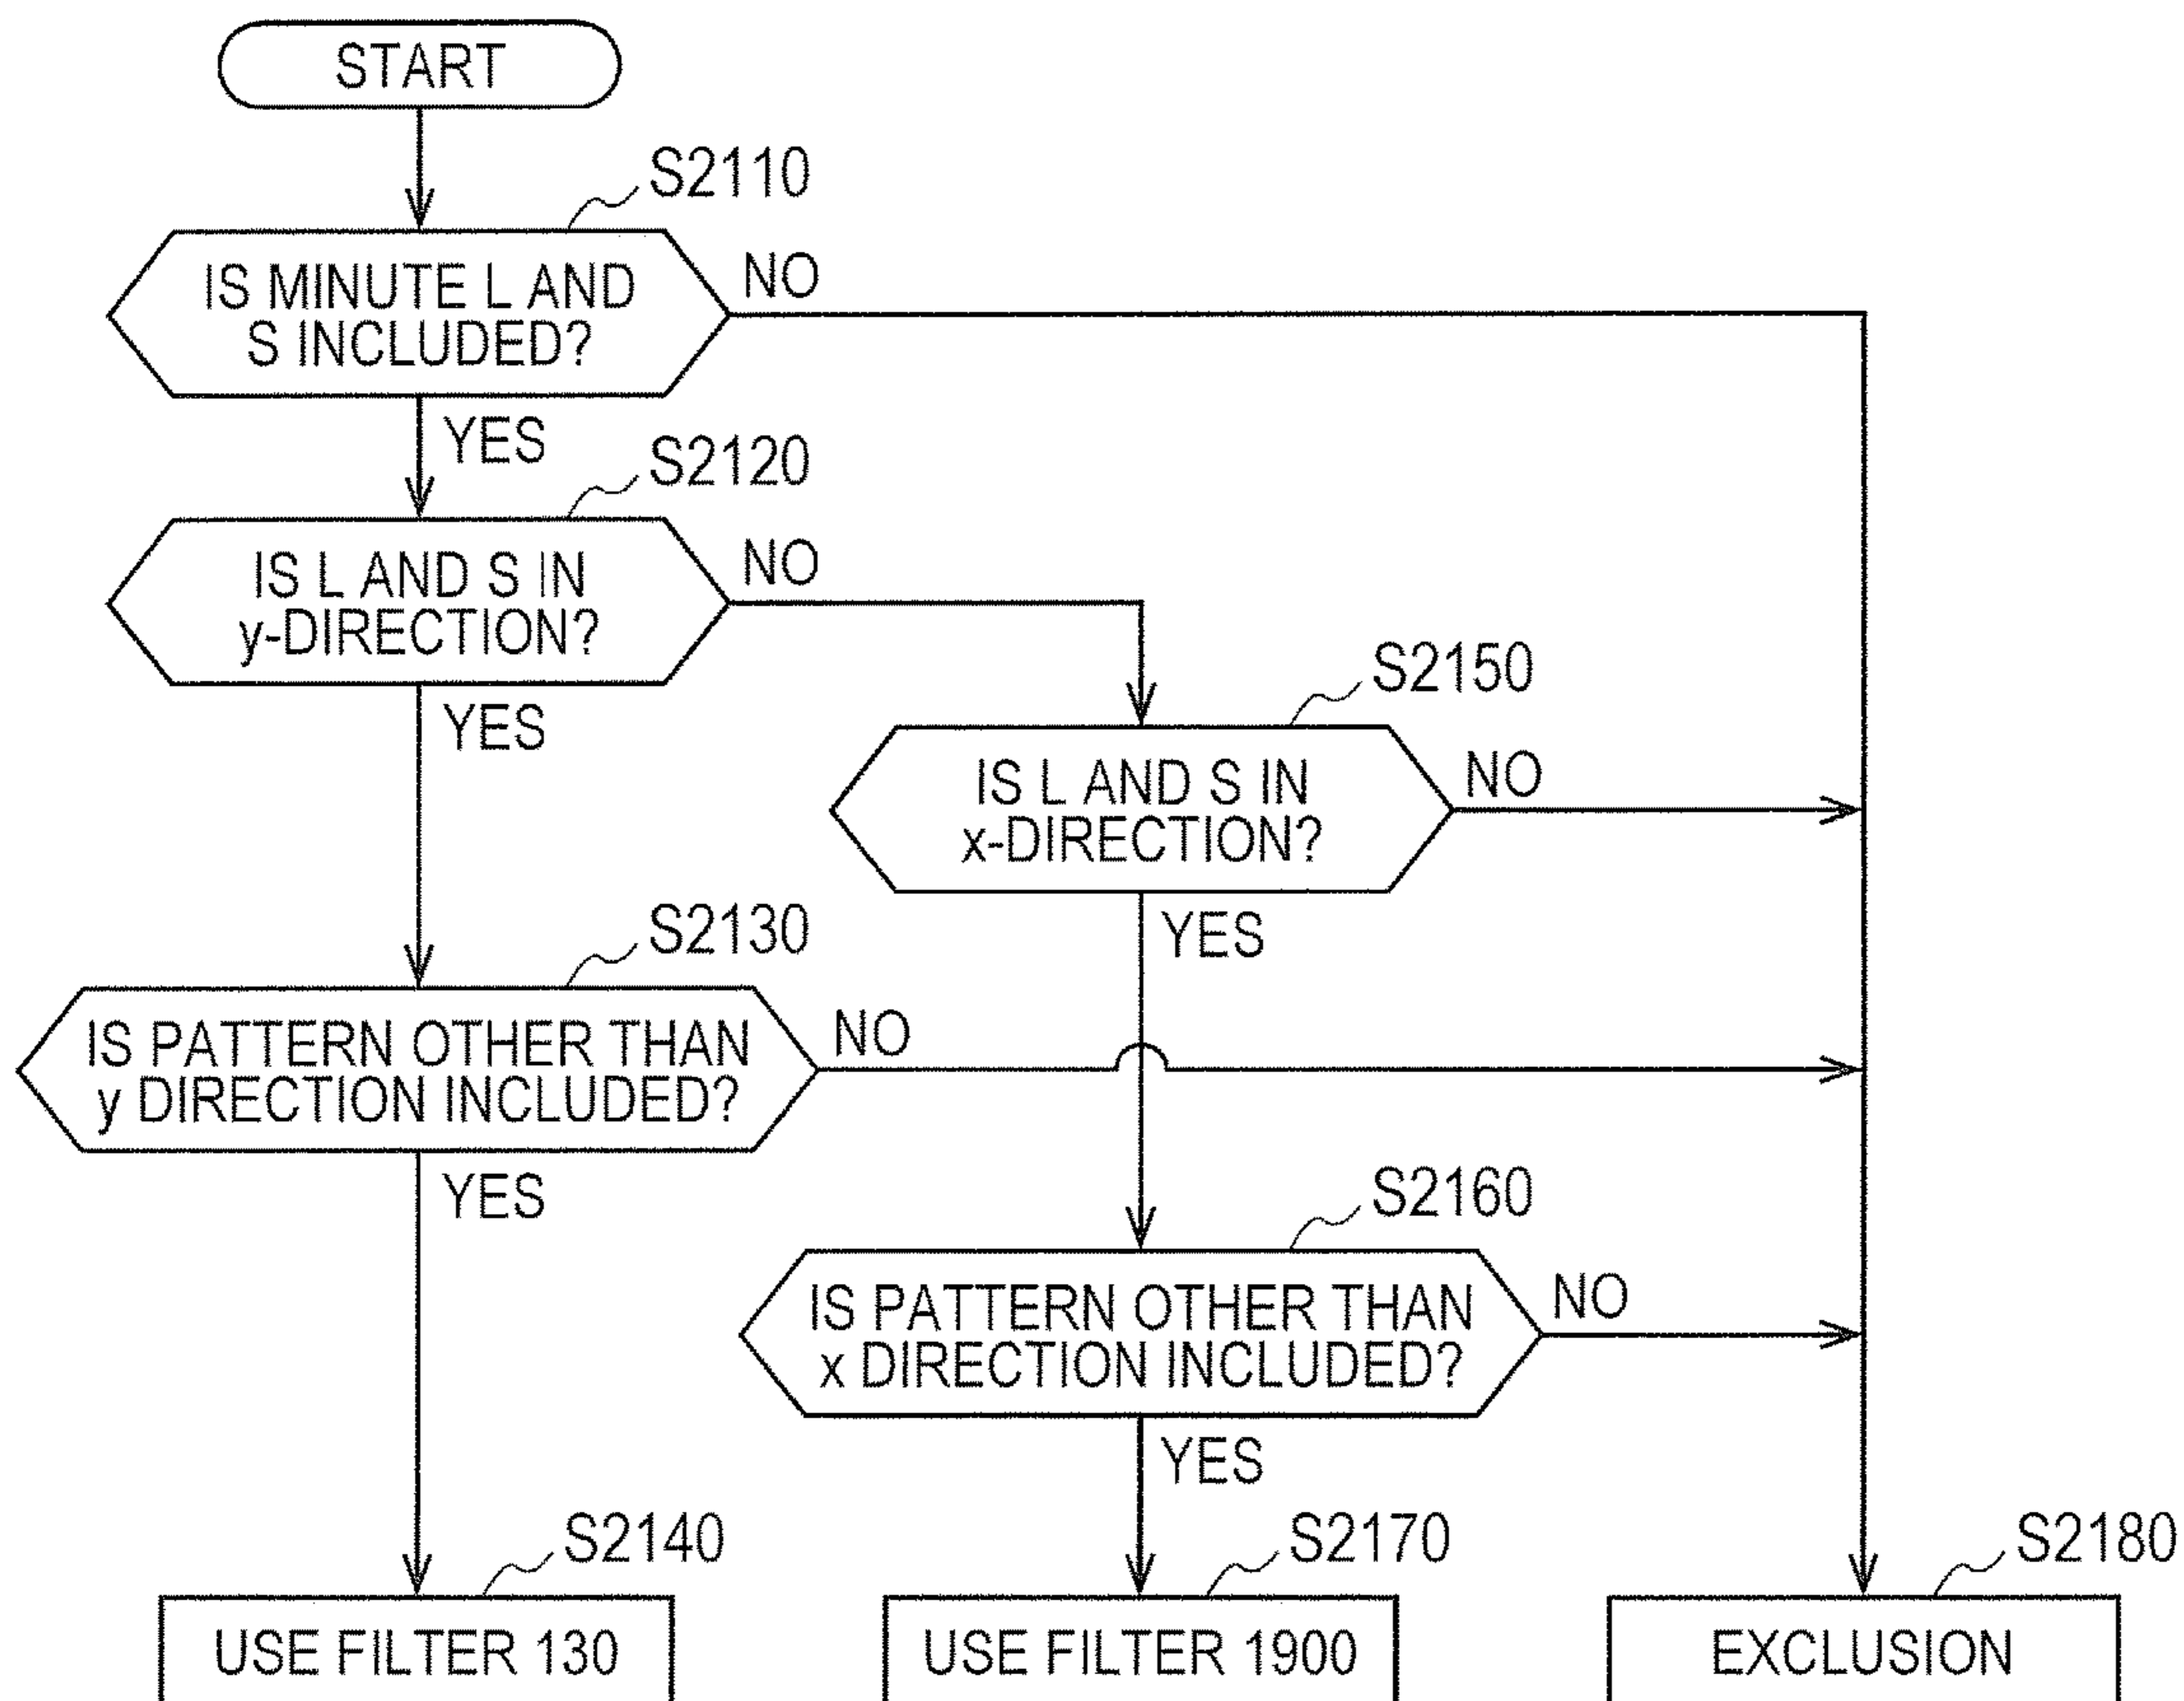 START
S2110
IS MINUTE L AND
S INCLUDED?
NO
YES
S2120
IS L AND S IN
y-DIRECTION?
NO
YES
S2150
IS L AND S IN
x-DIRECTION?
NO
YES
S2130
IS PATTERN OTHER THAN
y DIRECTION INCLUDED?
NO
YES
S2160
IS PATTERN OTHER THAN
x DIRECTION INCLUDED?
NO
YES
S2140
USE FILTER 130
S2170
USE FILTER 1900
S2180
EXCLUSION